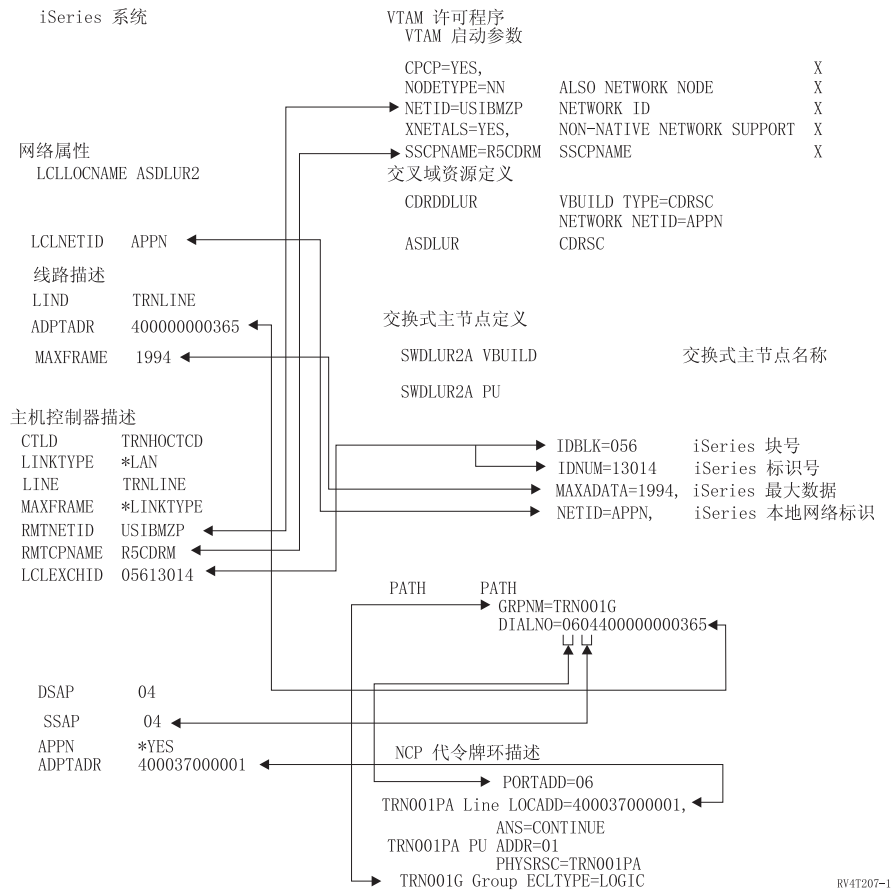 iSeries 系统
VTAM 许可程序
VTAM 启动参数
CPCP=YES, X
NODETYPE=NN ALSO NETWORK NODE X
NETID=USIBMZP NETWORK ID X
XNETALS=YES, NON-NATIVE NETWORK SUPPORT X
SSCPNAME=R5CDRM SSCPNAME X
网络属性
LCLLOCNAME ASDLUR2
交叉域资源定义
CDRDDLUR VBUILD TYPE=CDRSC
NETWORK NETID=APPN
ASDLUR CDRSC
LCLNETID APPN
线路描述
LIND TRNLINE
ADPTADR 400000000365
MAXFRAME 1994
交换式主节点定义
SWDLUR2A VBUILD 交换式主节点名称
SWDLUR2A PU
主机控制器描述
CTLD TRNHOCTCD
LINKTYPE *LAN
LINE TRNLINE
MAXFRAME *LINKTYPE
RMTNETID USIBMZP
RMTCPNAME R5CDRM
LCLEXCHID 05613014
IDBLK=056 iSeries 块号
IDNUM=13014 iSeries 标识号
MAXADATA=1994, iSeries 最大数据
NETID=APPN, iSeries 本地网络标识
PATH PATH
GRPNM=TRN001G
DIALNO=0604400000000365
DSAP 04
SSAP 04
APPN *YES
ADPTADR 400037000001
NCP 代令牌环描述
PORTADD=06
TRN001PA Line LOCADD=400037000001,
ANS=CONTINUE
TRN001PA PU ADDR=01
PHYSRSC=TRN001PA
TRN001G Group ECLTYPE=LOGIC
RV4T207-1